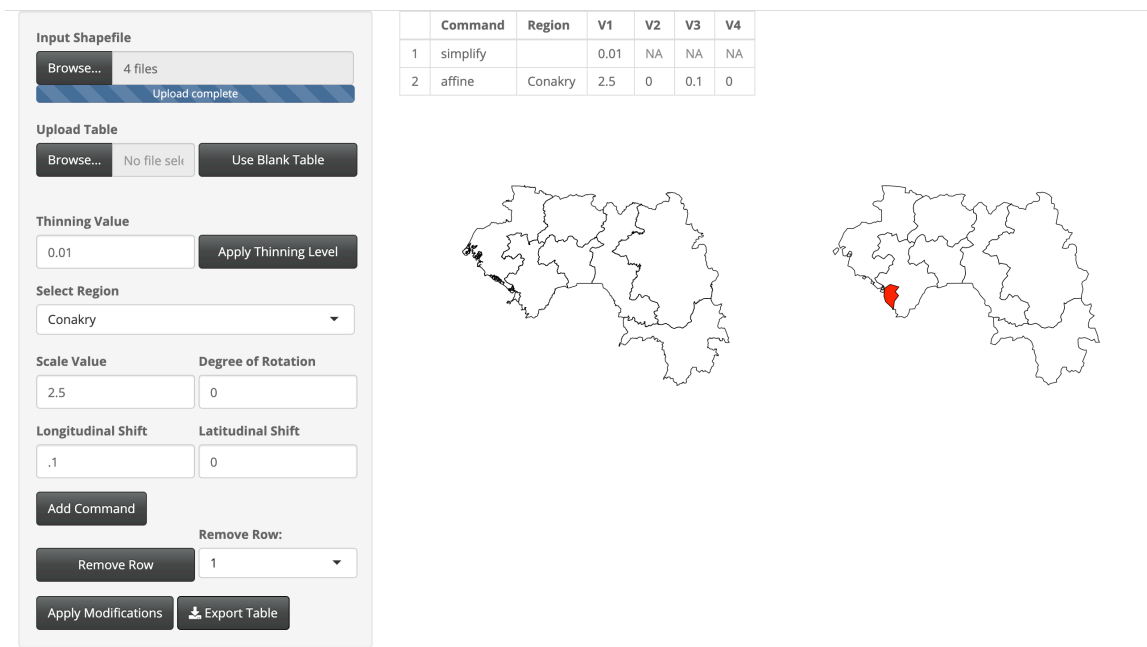 Input Shapefile
Browse... 4 files
Upload complete
Upload Table
Browse... No file sele Use Blank Table
Thinning Value
0.01 Apply Thinning Level
Select Region
Conakry
Scale Value Degree of Rotation
2.5 0
Longitudinal Shift Latitudinal Shift
.1 0
Add Command
Remove Row:
Remove Row 1
Apply Modifications Export Table
Command Region V1 V2 V3 V4
1 simplify 0.01 NA NA NA
2 affine Conakry 2.5 0 0.1 0